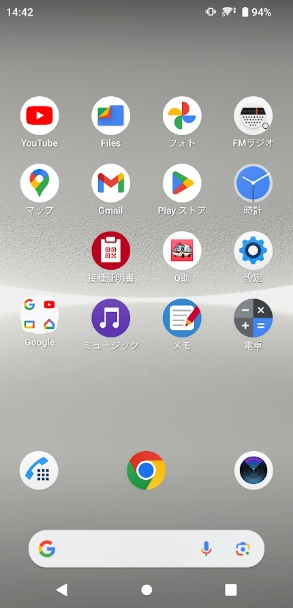 14:42
94%
YouTube
Files
フォト
FMラジオ
マップ
Gmail
Play ストア
時計
接種証明書
Q助
設定
Google
ミュージック
メモ
電卓